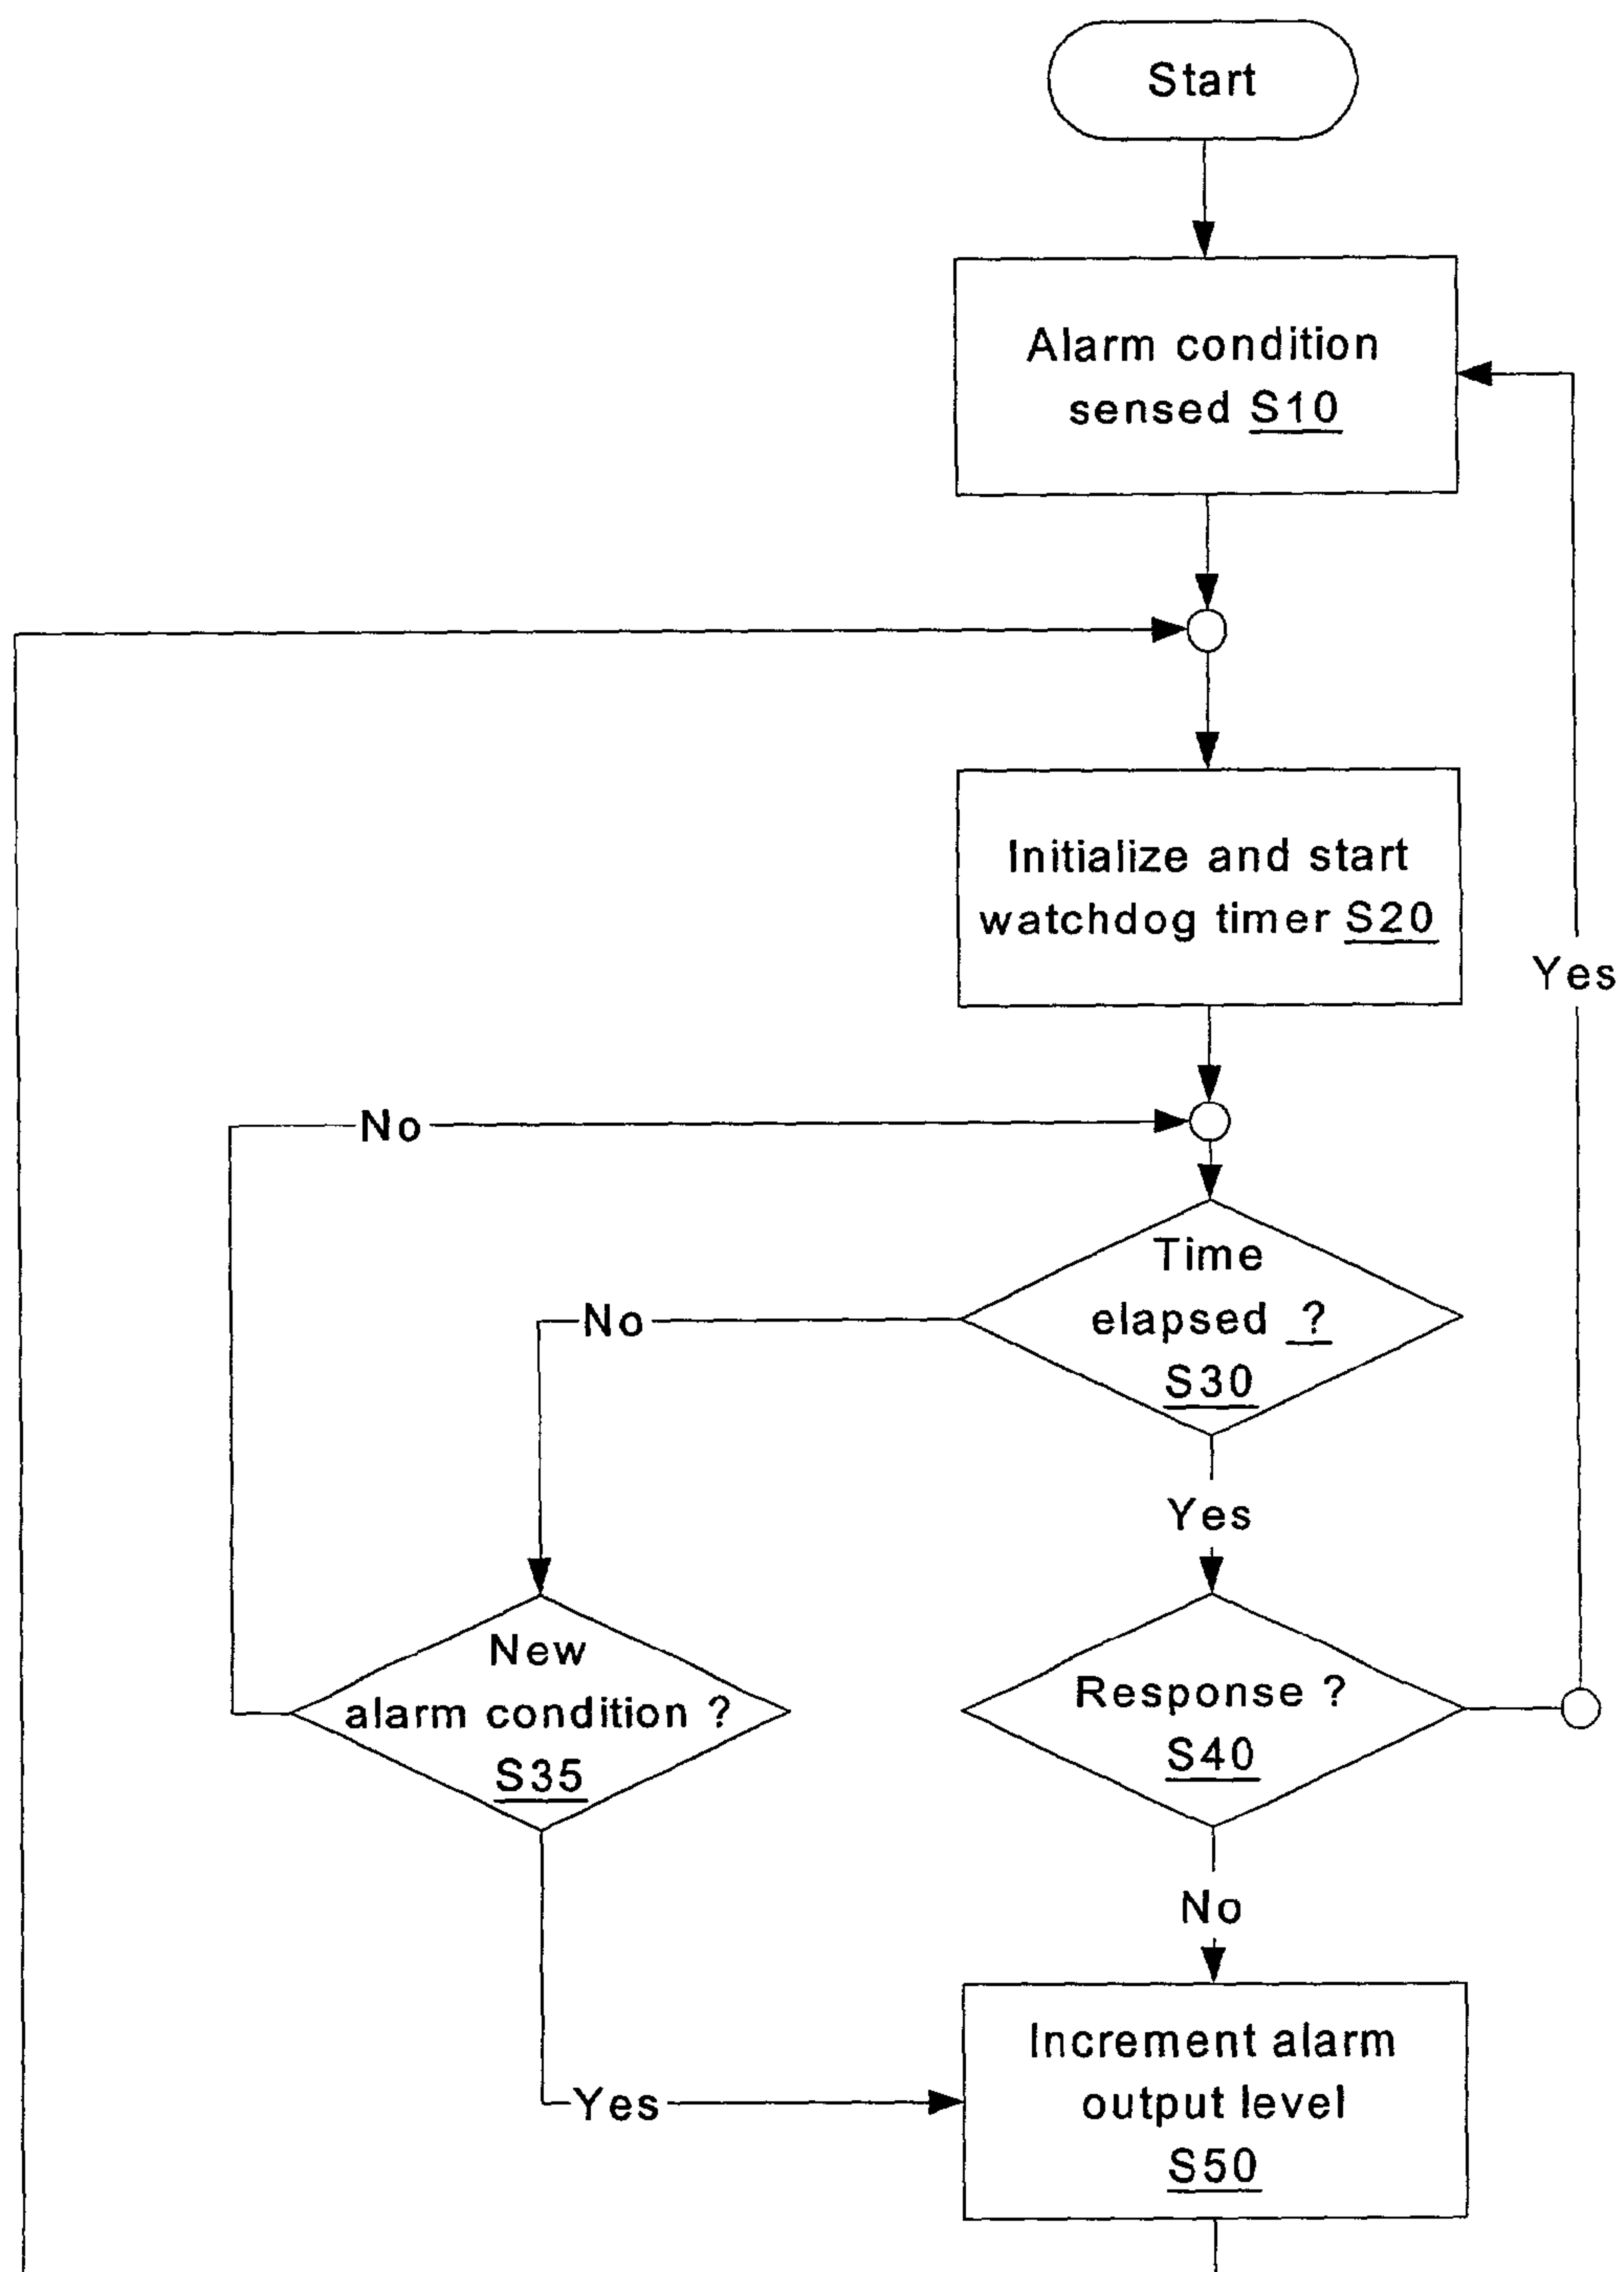 Start
Alarm condition
sensed S10
Initialize and start
watchdog timer S20
Yes
No
Time
elapsed ?
S30
No
Yes
New
alarm condition ?
S35
Response ?
S40
No
Increment alarm
output level
S50
Yes